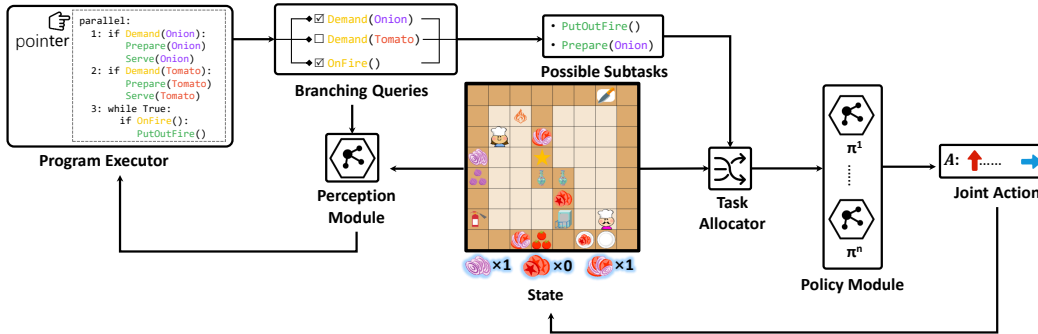 pointer
parallel:
1: if Demand(Onion):
Prepare(Onion)
Serve(Onion)
2: if Demand(Tomato):
Prepare(Tomato)
Serve(Tomato)
3: while True:
if OnFire():
PutOutFire()
Program Executor
Demand(Onion)
Demand(Tomato)
OnFire()
Branching Queries
• PutOutFire()
• Prepare(Onion)
Possible Subtasks
Perception
Module
×1
×0
×1
State
Task
Allocator
π¹
......
πⁿ
Policy Module
A: ......
Joint Action